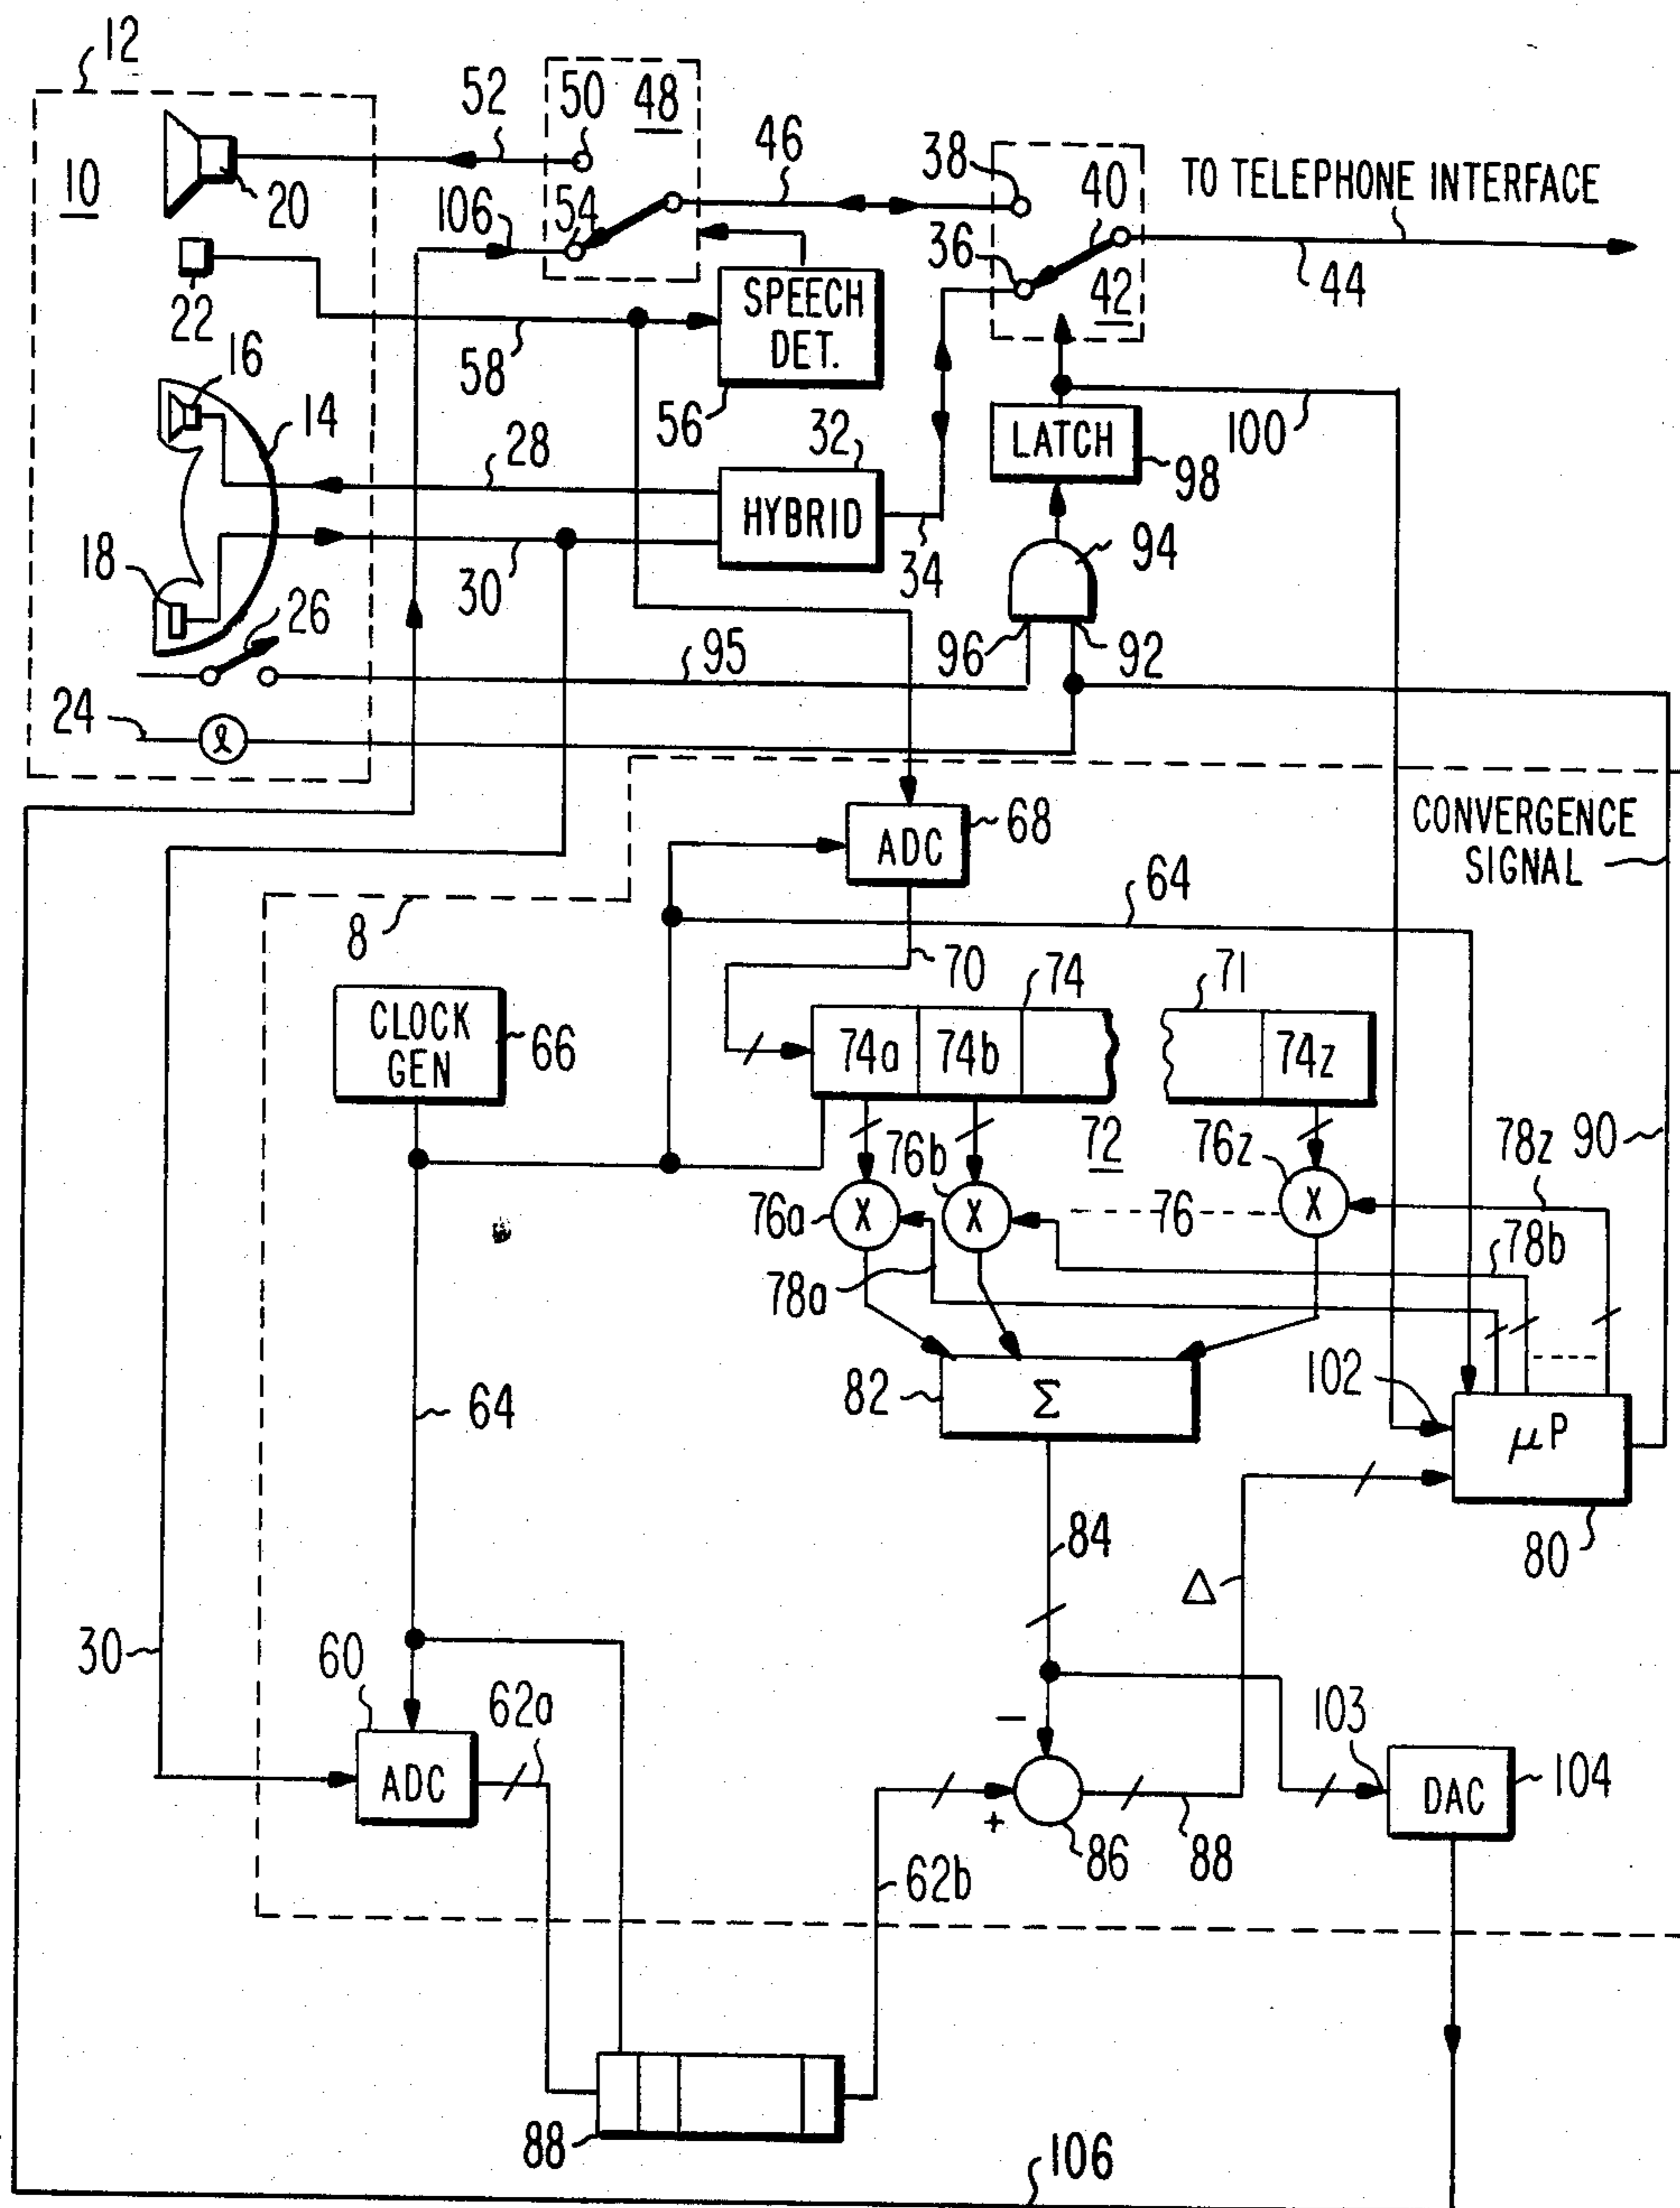 12
52
50
48
46
38
40
TO TELEPHONE INTERFACE
10
20
106
54
36
42
44
22
58
SPEECH
DET.
56
16
14
28
32
HYBRID
34
LATCH
98
100
94
18
30
26
95
96
92
24
ℓ
CONVERGENCE
SIGNAL
ADC
68
64
8
70
74
71
CLOCK
GEN
66
74a
74b
74z
72
76b
76z
78z
90
76a
X
X
76
X
78b
78a
64
82
Σ
102
μP
80
84
Δ
30
60
62a
−
103
ADC
DAC
104
+
86
88
62b
88
106